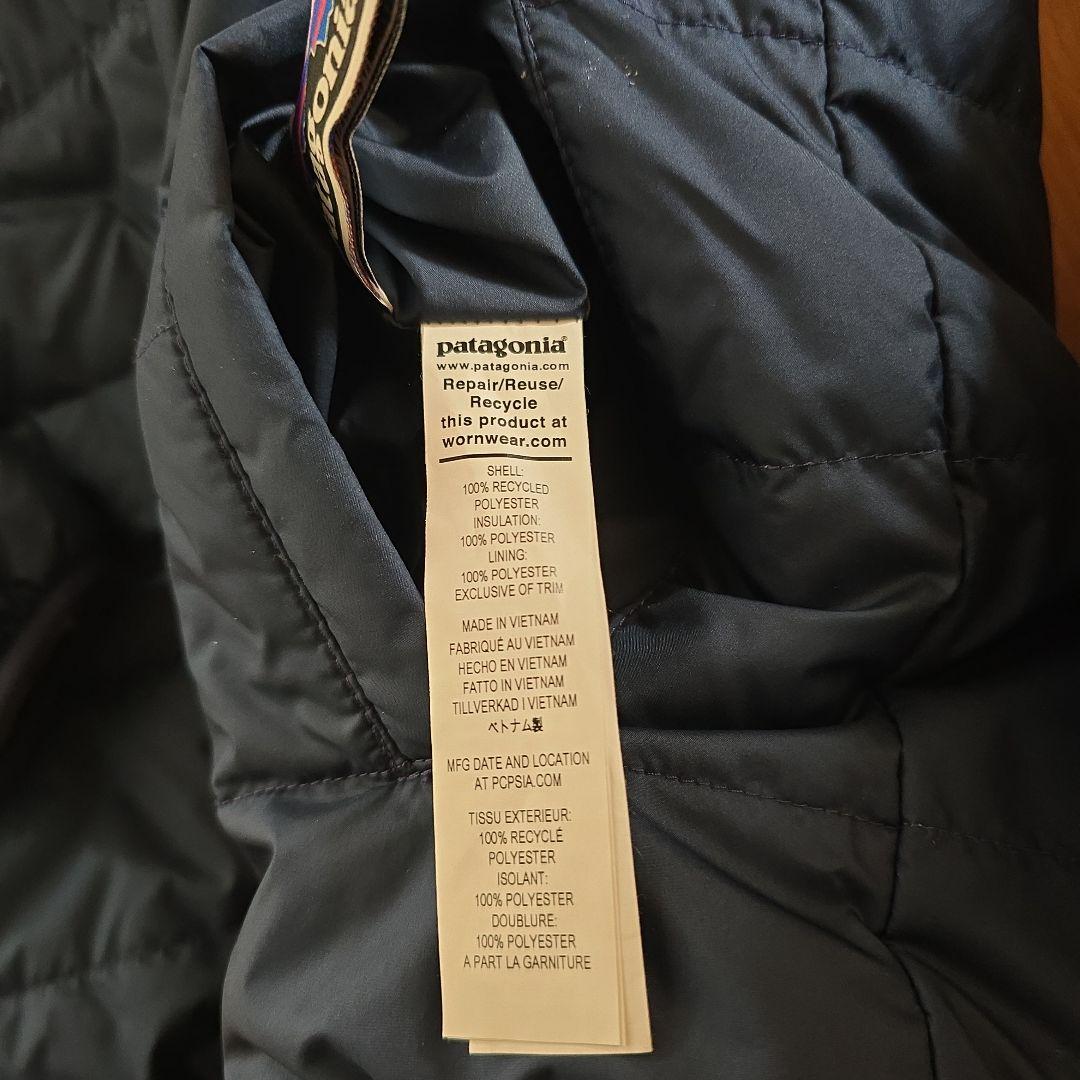 patagonia
patagonia®
www.patagonia.com
Repair/Reuse/
Recycle
this product at
wornwear.com
SHELL:
100% RECYCLED
POLYESTER
INSULATION:
100% POLYESTER
LINING:
100% POLYESTER
EXCLUSIVE OF TRIM
MADE IN VIETNAM
FABRIQUÉ AU VIETNAM
HECHO EN VIETNAM
FATTO IN VIETNAM
TILLVERKAD I VIETNAM
ベトナム製
MFG DATE AND LOCATION
AT PCPSIA.COM
TISSU EXTERIEUR:
100% RECYCLÉ
POLYESTER
ISOLANT:
100% POLYESTER
DOUBLURE:
100% POLYESTER
A PART LA GARNITURE